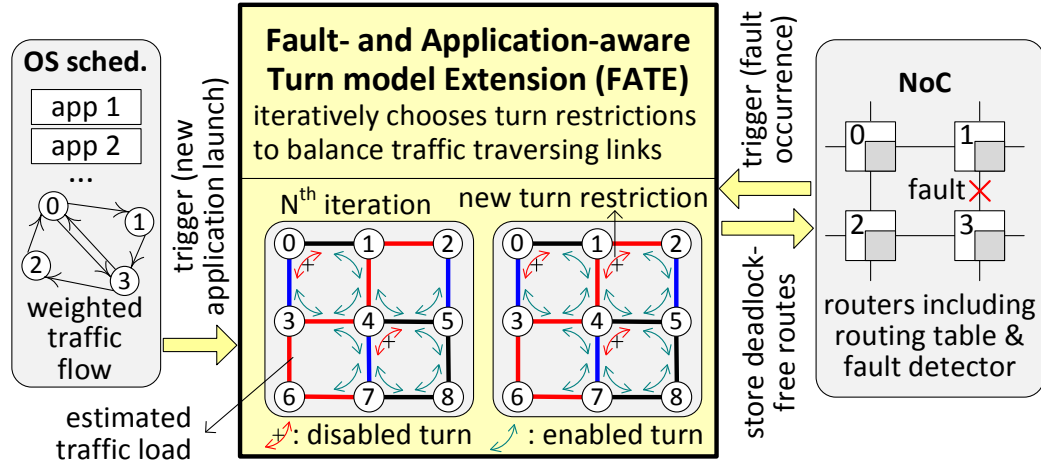 OS sched.
app 1
app 2
...
0
1
2
3
weighted
traffic
flow
trigger (new
application launch)
Fault- and Application-aware
Turn model Extension (FATE)
iteratively chooses turn restrictions
to balance traffic traversing links
Nth iteration
new turn restriction
0 1 2
3 4 5
6 7 8
0 1 2
3 4 5
6 7 8
estimated
traffic load
: disabled turn
: enabled turn
trigger (fault
occurrence)
store deadlock-
free routes
NoC
0 1
fault
2 3
routers including
routing table &
fault detector